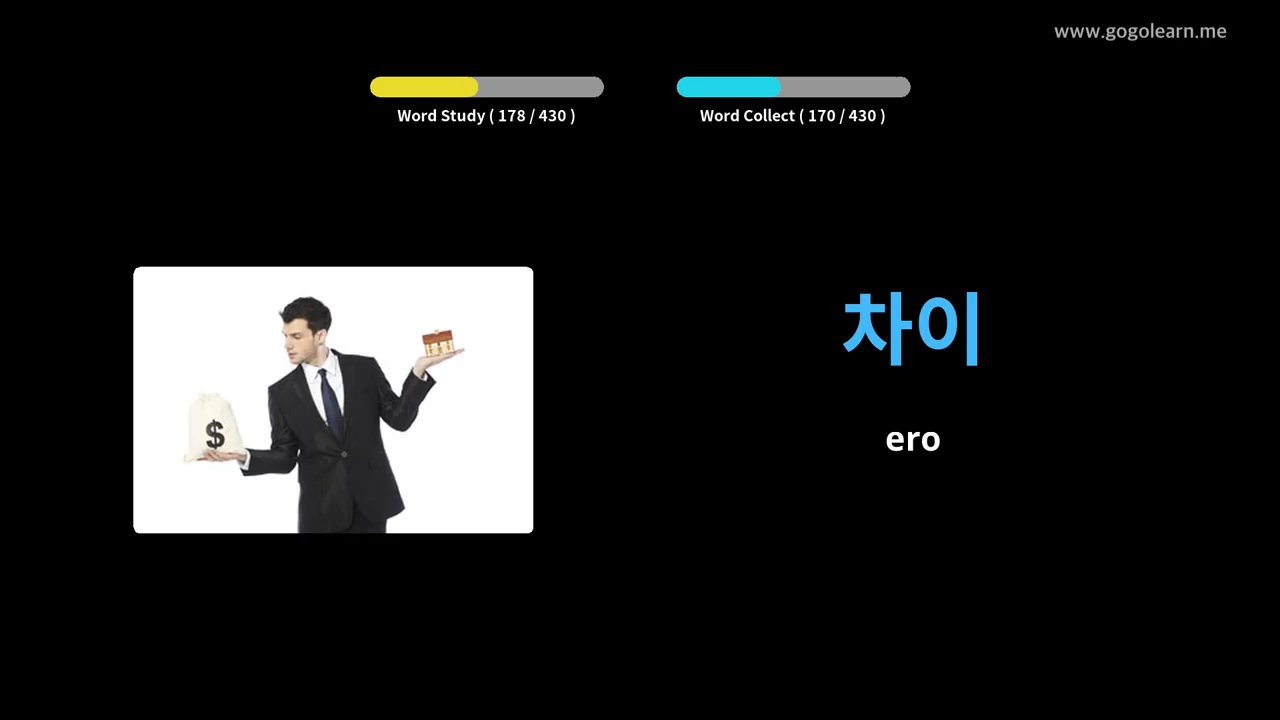 www.gogolearn.me
Word Study ( 178 / 430 )
Word Collect ( 170 / 430 )
$
차이
ero